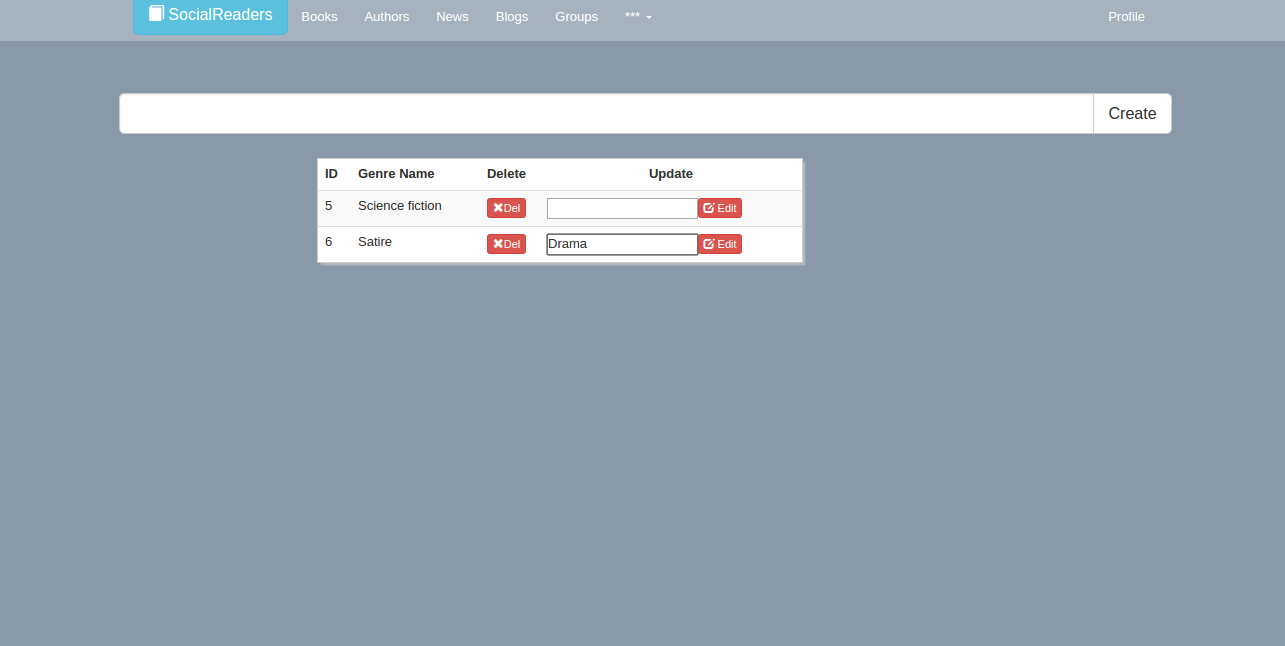 SocialReaders Books Authors News Blogs Groups *** Profile
Create
ID Genre Name Delete Update
5 Science fiction Del Edit
6 Satire Del Drama Edit